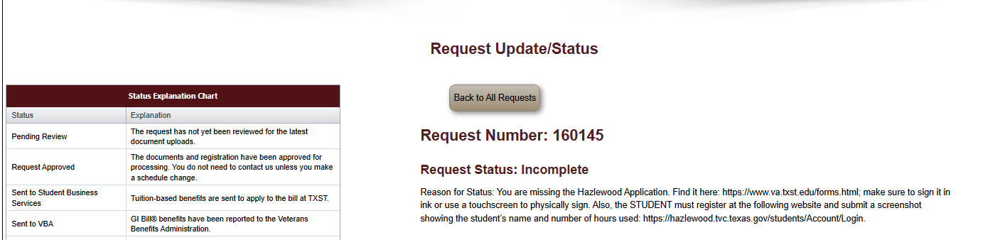 Request Update/Status
Status Explanation Chart
Status Explanation
Pending Review
The request has not yet been reviewed for the latest
document uploads.
Request Approved
The documents and registration have been approved for
processing. You do not need to contact us unless you make
a schedule change.
Sent to Student Business
Services
Tuition-based benefits are sent to apply to the bill at TXST.
Sent to VBA
GI Bill® benefits have been reported to the Veterans
Benefits Administration.
Back to All Requests
Request Number: 160145
Request Status: Incomplete
Reason for Status: You are missing the Hazlewood Application. Find it here: https://www.va.txst.edu/forms.html; make sure to sign it in
ink or use a touchscreen to physically sign. Also, the STUDENT must register at the following website and submit a screenshot
showing the student's name and number of hours used: https://hazlewood.tvc.texas.gov/students/Account/Login.